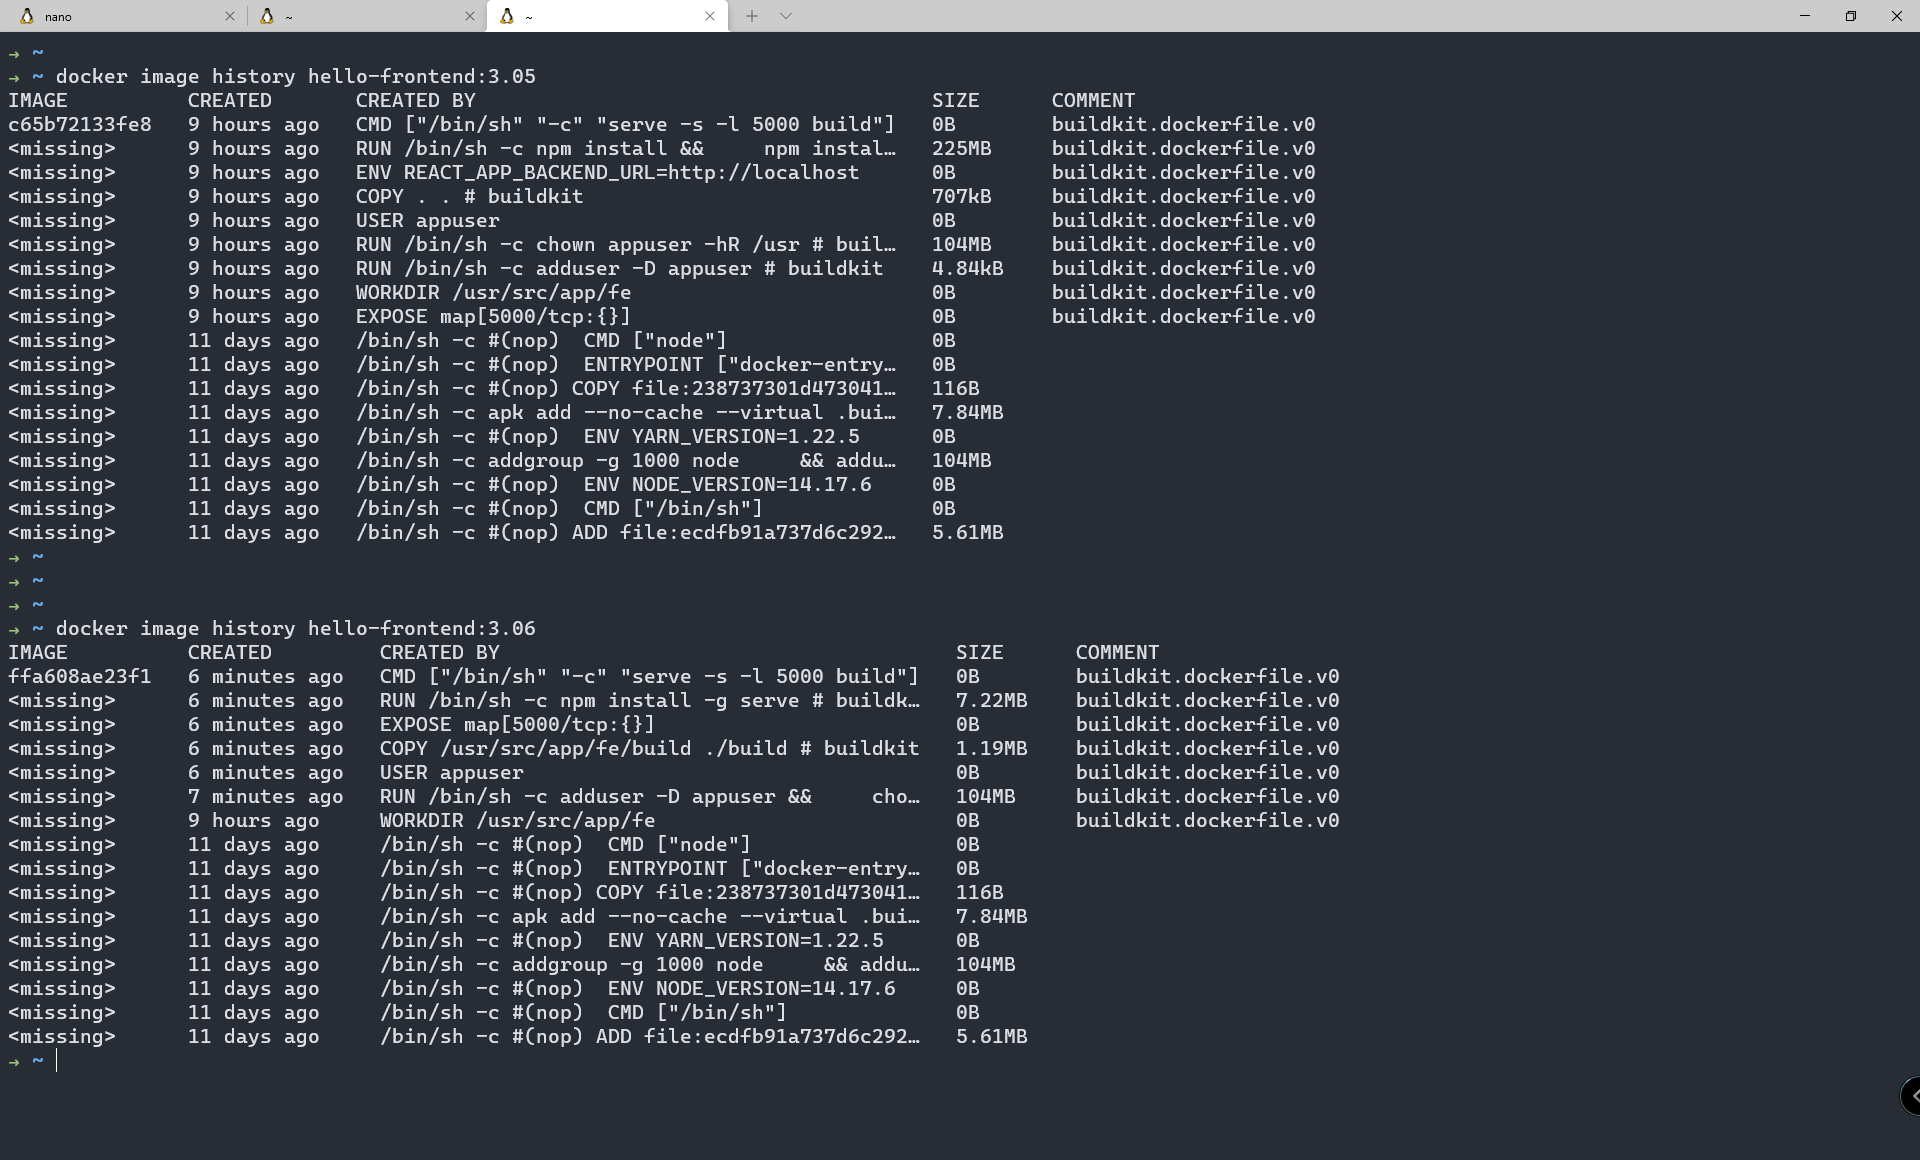 nano
~
~
→ ~
→ ~ docker image history hello-frontend:3.05
IMAGE CREATED CREATED BY SIZE COMMENT
c65b72133fe8 9 hours ago CMD ["/bin/sh" "-c" "serve -s -l 5000 build"] 0B buildkit.dockerfile.v0
<missing> 9 hours ago RUN /bin/sh -c npm install && npm instal… 225MB buildkit.dockerfile.v0
<missing> 9 hours ago ENV REACT_APP_BACKEND_URL=http://localhost 0B buildkit.dockerfile.v0
<missing> 9 hours ago COPY . . # buildkit 707kB buildkit.dockerfile.v0
<missing> 9 hours ago USER appuser 0B buildkit.dockerfile.v0
<missing> 9 hours ago RUN /bin/sh -c chown appuser -hR /usr # buil… 104MB buildkit.dockerfile.v0
<missing> 9 hours ago RUN /bin/sh -c adduser -D appuser # buildkit 4.84kB buildkit.dockerfile.v0
<missing> 9 hours ago WORKDIR /usr/src/app/fe 0B buildkit.dockerfile.v0
<missing> 9 hours ago EXPOSE map[5000/tcp:{}] 0B buildkit.dockerfile.v0
<missing> 11 days ago /bin/sh -c #(nop) CMD ["node"] 0B
<missing> 11 days ago /bin/sh -c #(nop) ENTRYPOINT ["docker-entry… 0B
<missing> 11 days ago /bin/sh -c #(nop) COPY file:238737301d473041… 116B
<missing> 11 days ago /bin/sh -c apk add --no-cache --virtual .bui… 7.84MB
<missing> 11 days ago /bin/sh -c #(nop) ENV YARN_VERSION=1.22.5 0B
<missing> 11 days ago /bin/sh -c addgroup -g 1000 node && addu… 104MB
<missing> 11 days ago /bin/sh -c #(nop) ENV NODE_VERSION=14.17.6 0B
<missing> 11 days ago /bin/sh -c #(nop) CMD ["/bin/sh"] 0B
<missing> 11 days ago /bin/sh -c #(nop) ADD file:ecdfb91a737d6c292… 5.61MB
→ ~
→ ~
→ ~
→ ~ docker image history hello-frontend:3.06
IMAGE CREATED CREATED BY SIZE COMMENT
ffa608ae23f1 6 minutes ago CMD ["/bin/sh" "-c" "serve -s -l 5000 build"] 0B buildkit.dockerfile.v0
<missing> 6 minutes ago RUN /bin/sh -c npm install -g serve # buildk… 7.22MB buildkit.dockerfile.v0
<missing> 6 minutes ago EXPOSE map[5000/tcp:{}] 0B buildkit.dockerfile.v0
<missing> 6 minutes ago COPY /usr/src/app/fe/build ./build # buildkit 1.19MB buildkit.dockerfile.v0
<missing> 6 minutes ago USER appuser 0B buildkit.dockerfile.v0
<missing> 7 minutes ago RUN /bin/sh -c adduser -D appuser && cho… 104MB buildkit.dockerfile.v0
<missing> 9 hours ago WORKDIR /usr/src/app/fe 0B buildkit.dockerfile.v0
<missing> 11 days ago /bin/sh -c #(nop) CMD ["node"] 0B
<missing> 11 days ago /bin/sh -c #(nop) ENTRYPOINT ["docker-entry… 0B
<missing> 11 days ago /bin/sh -c #(nop) COPY file:238737301d473041… 116B
<missing> 11 days ago /bin/sh -c apk add --no-cache --virtual .bui… 7.84MB
<missing> 11 days ago /bin/sh -c #(nop) ENV YARN_VERSION=1.22.5 0B
<missing> 11 days ago /bin/sh -c addgroup -g 1000 node && addu… 104MB
<missing> 11 days ago /bin/sh -c #(nop) ENV NODE_VERSION=14.17.6 0B
<missing> 11 days ago /bin/sh -c #(nop) CMD ["/bin/sh"] 0B
<missing> 11 days ago /bin/sh -c #(nop) ADD file:ecdfb91a737d6c292… 5.61MB
→ ~